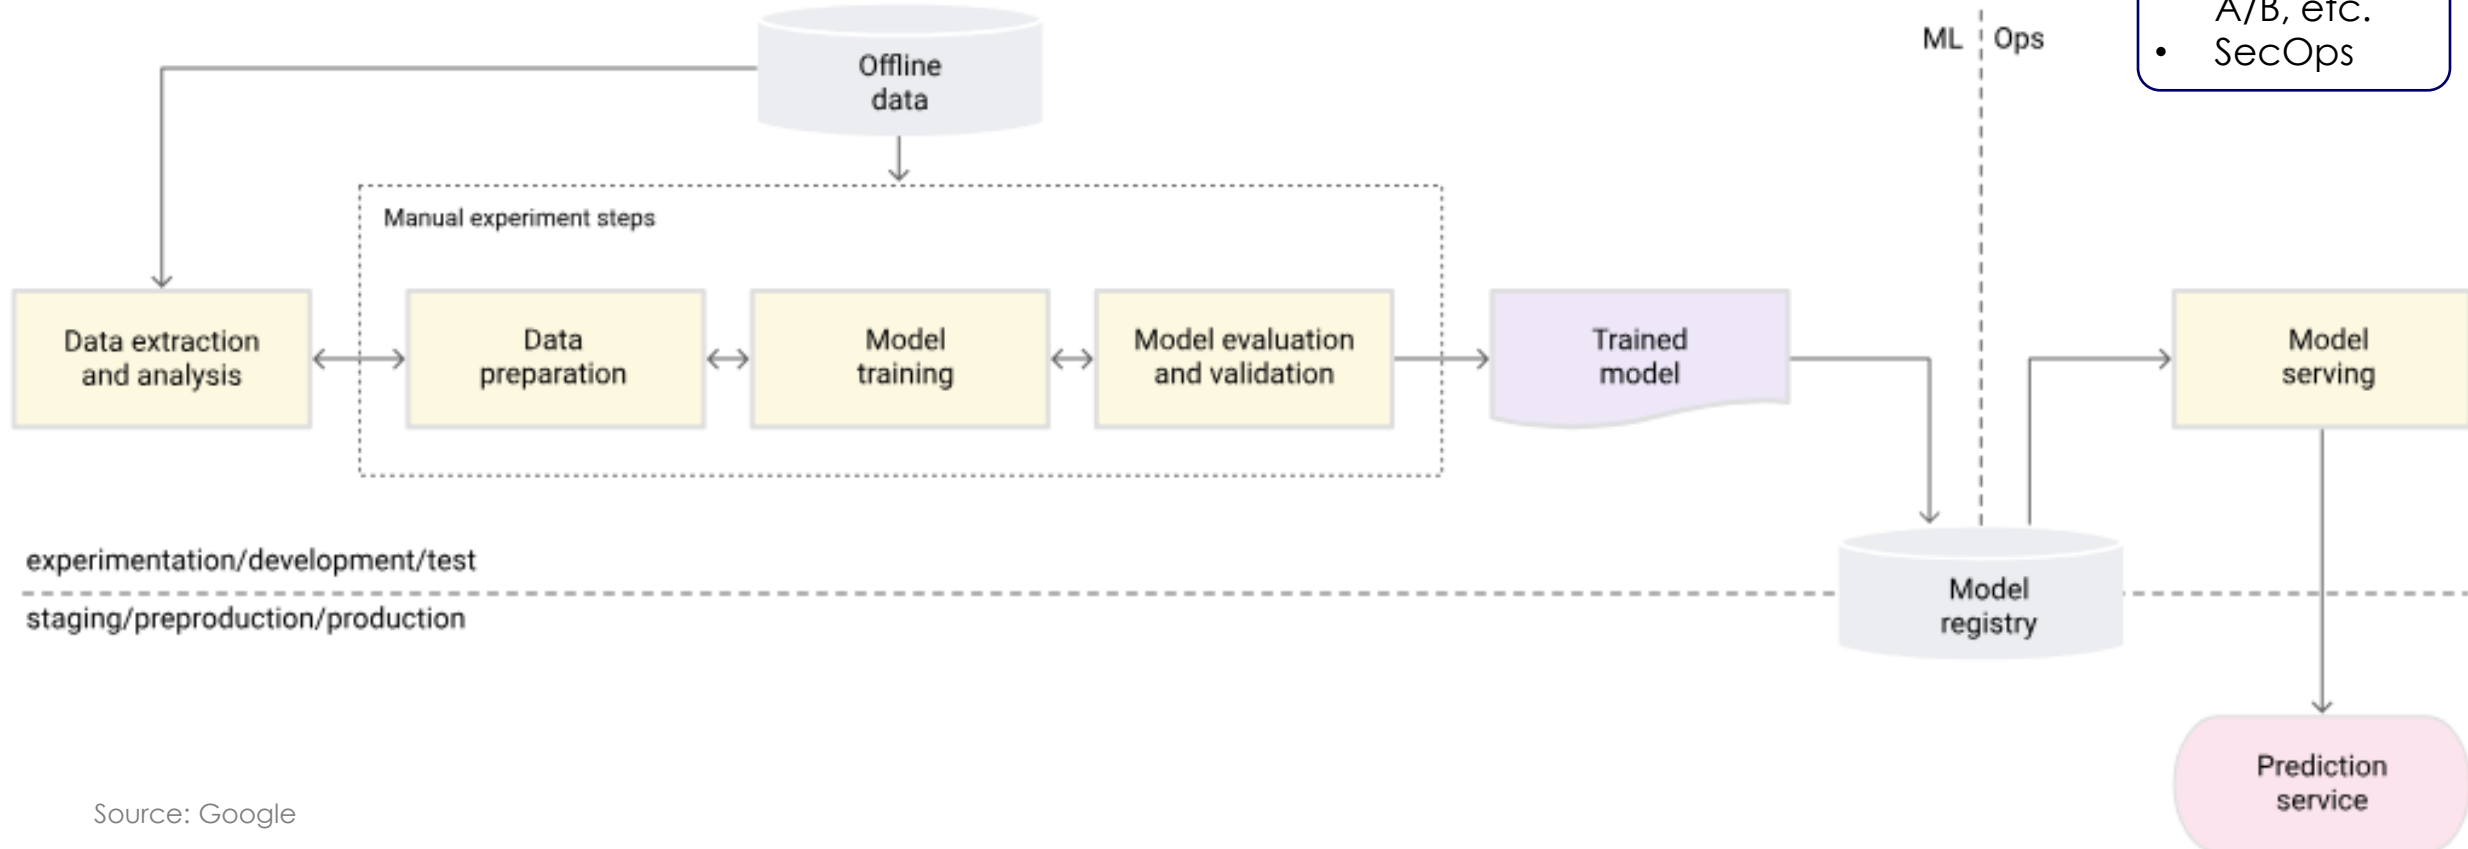 A/B, etc.
• SecOps
ML
Ops
Offline
data
Manual experiment steps
Data extraction
and analysis
Data
preparation
Model
training
Model evaluation
and validation
Trained
model
Model
serving
experimentation/development/test
staging/preproduction/production
Model
registry
Prediction
service
Source: Google